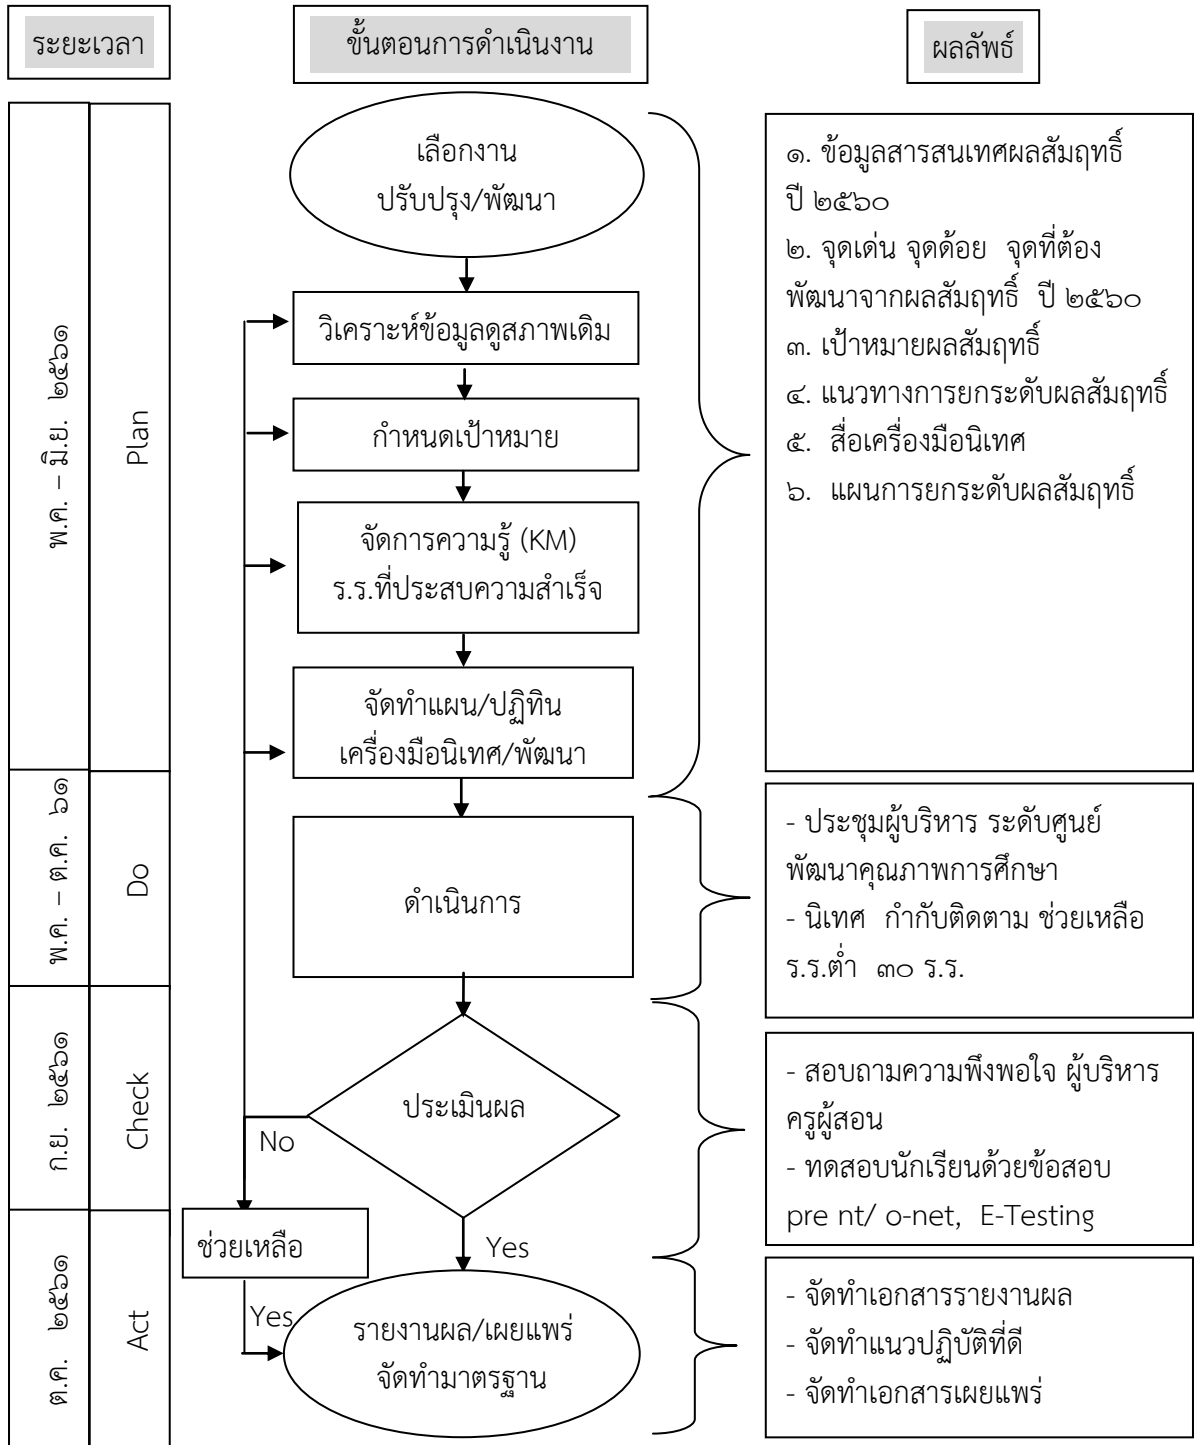 ระยะเวลา
ขั้นตอนการดำเนินงาน
ผลลัพธ์
พ.ค. – มิ.ย. ๒๕๖๑
Plan
เลือกงาน
ปรับปรุง/พัฒนา
วิเคราะห์ข้อมูลดูสภาพเดิม
กำหนดเป้าหมาย
จัดการความรู้ (KM)
ร.ร.ที่ประสบความสำเร็จ
จัดทำแผน/ปฏิทิน
เครื่องมือนิเทศ/พัฒนา
๑. ข้อมูลสารสนเทศผลสัมฤทธิ์
ปี ๒๕๖๐
๒. จุดเด่น จุดด้อย จุดที่ต้อง
พัฒนาจากผลสัมฤทธิ์ ปี ๒๕๖๐
๓. เป้าหมายผลสัมฤทธิ์
๔. แนวทางการยกระดับผลสัมฤทธิ์
๕. สื่อเครื่องมือนิเทศ
๖. แผนการยกระดับผลสัมฤทธิ์
พ.ค. – ต.ค. ๖๑
Do
ดำเนินการ
- ประชุมผู้บริหาร ระดับศูนย์
พัฒนาคุณภาพการศึกษา
- นิเทศ กำกับติดตาม ช่วยเหลือ
ร.ร.ต่ำ ๓๐ ร.ร.
ก.ย. ๒๕๖๑
Check
ประเมินผล
No
ช่วยเหลือ
Yes
- สอบถามความพึงพอใจ ผู้บริหาร
ครูผู้สอน
- ทดสอบนักเรียนด้วยข้อสอบ
pre nt/ o-net, E-Testing
ต.ค. ๒๕๖๑
Act
Yes
รายงานผล/เผยแพร่
จัดทำมาตรฐาน
- จัดทำเอกสารรายงานผล
- จัดทำแนวปฏิบัติที่ดี
- จัดทำเอกสารเผยแพร่